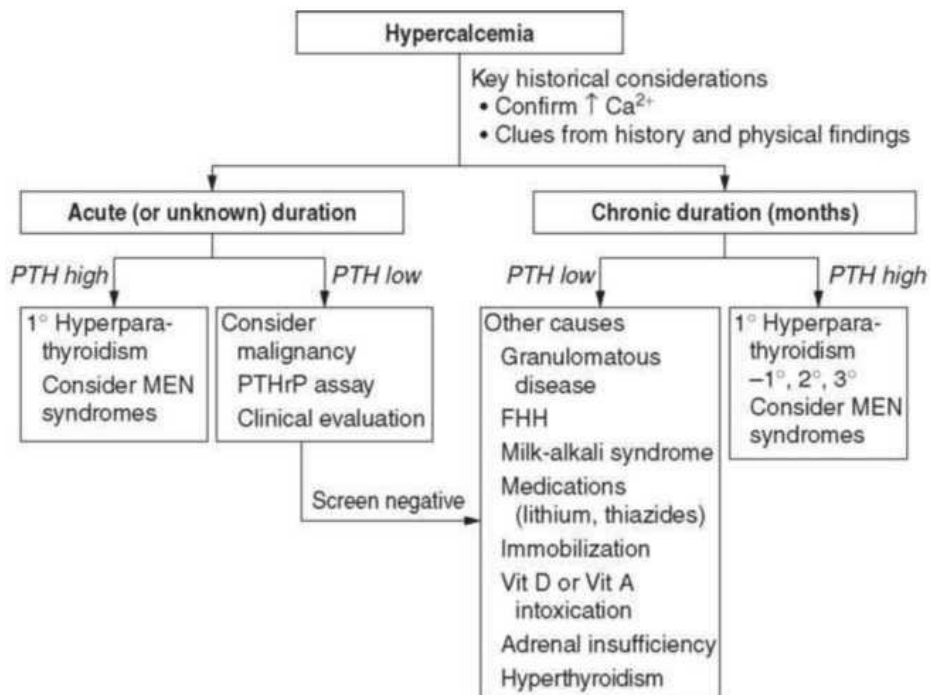 Hypercalcemia
Key historical considerations
• Confirm ↑ Ca²⁺
• Clues from history and physical findings
Acute (or unknown) duration
Chronic duration (months)
PTH high
PTH low
PTH low
PTH high
1° Hyperpara-
thyroidism
Consider MEN
syndromes
Consider
malignancy
PTHrP assay
Clinical evaluation
Screen negative
Other causes
Granulomatous
disease
FHH
Milk-alkali syndrome
Medications
(lithium, thiazides)
Immobilization
Vit D or Vit A
intoxication
Adrenal insufficiency
Hyperthyroidism
1° Hyperpara-
thyroidism
–1°, 2°, 3°
Consider MEN
syndromes